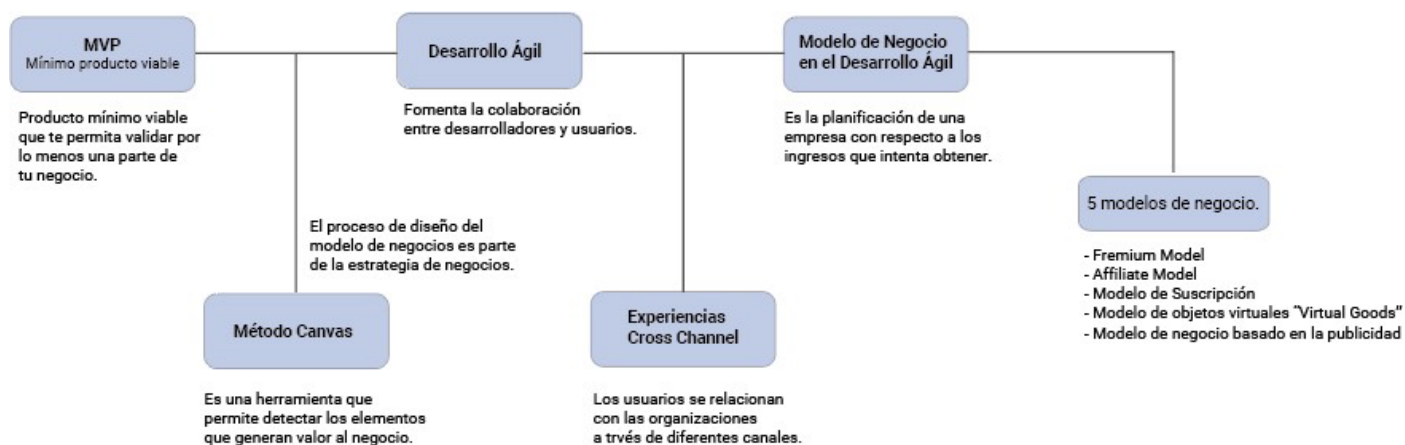 MVP
Mínimo producto viable
Producto mínimo viable
que te permita validar por
lo menos una parte de
tu negocio.
El proceso de diseño del
modelo de negocios es parte
de la estrategia de negocios.
Método Canvas
Es una herramienta que
permite detectar los elementos
que generan valor al negocio.
Desarrollo Ágil
Fomenta la colaboración
entre desarrolladores y usuarios.
Experiencias
Cross Channel
Los usuarios se relacionan
con las organizaciones
a trvés de diferentes canales.
Modelo de Negocio
en el Desarrollo Ágil
Es la planificación de una
empresa con respecto a los
ingresos que intenta obtener.
5 modelos de negocio.
- Fremium Model
- Affiliate Model
- Modelo de Suscripción
- Modelo de objetos virtuales “Virtual Goods”
- Modelo de negocio basado en la publicidad